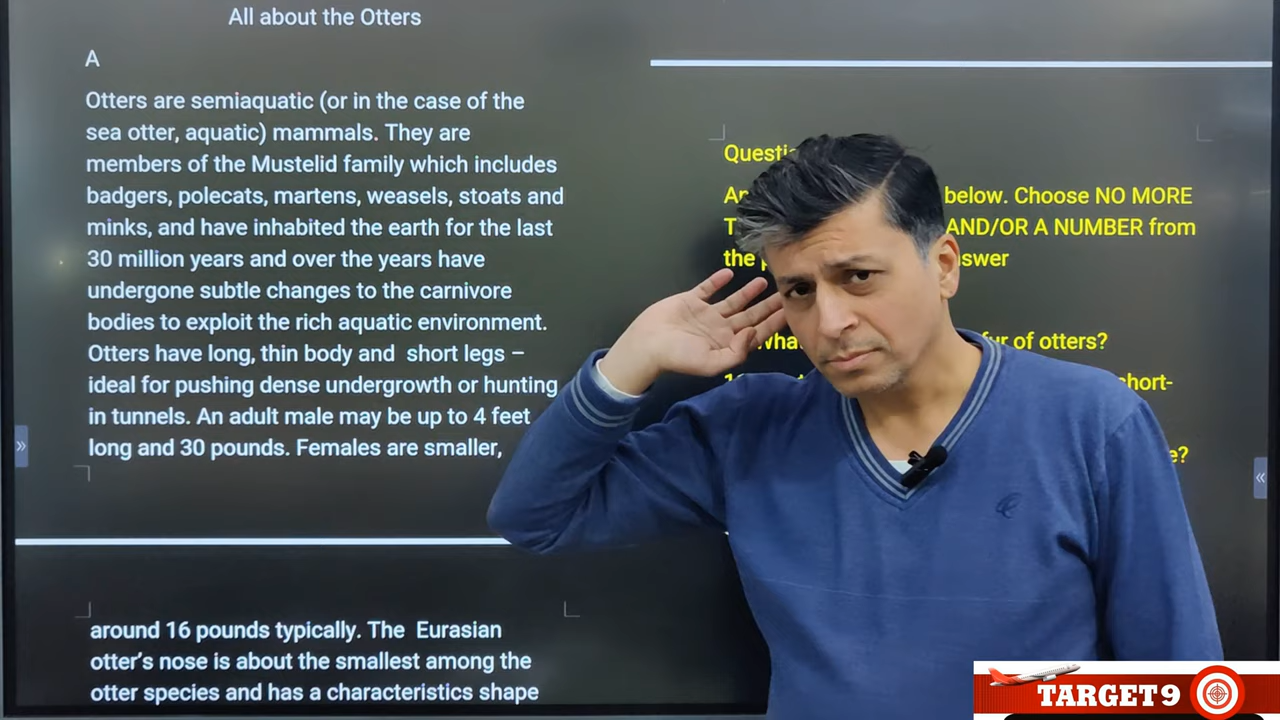 All about the Otters
A
Otters are semiaquatic (or in the case of the
sea otter, aquatic) mammals. They are
members of the Mustelid family which includes
badgers, polecats, martens, weasels, stoats and
minks, and have inhabited the earth for the last
30 million years and over the years have
undergone subtle changes to the carnivore
bodies to exploit the rich aquatic environment.
Otters have long, thin body and short legs –
ideal for pushing dense undergrowth or hunting
in tunnels. An adult male may be up to 4 feet
long and 30 pounds. Females are smaller,
around 16 pounds typically. The Eurasian
otter's nose is about the smallest among the
otter species and has a characteristics shape
below. Choose NO MORE
AND/OR A NUMBER from
the
of otters?
short-
TARGET 9